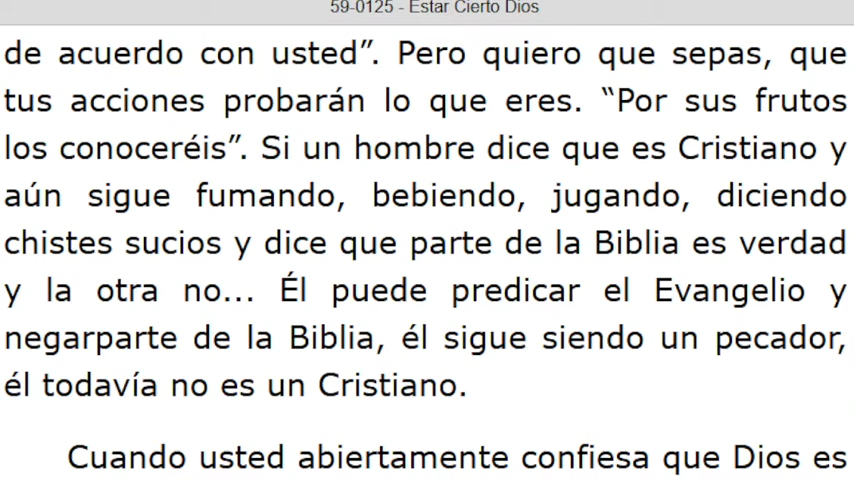 59-0125 - Estar Cierto Dios
de acuerdo con usted”. Pero quiero que sepas, que
tus acciones probarán lo que eres. “Por sus frutos
los conoceréis”. Si un hombre dice que es Cristiano y
aún sigue fumando, bebiendo, jugando, diciendo
chistes sucios y dice que parte de la Biblia es verdad
y la otra no... Él puede predicar el Evangelio y
negarparte de la Biblia, él sigue siendo un pecador,
él todavía no es un Cristiano.
Cuando usted abiertamente confiesa que Dios es